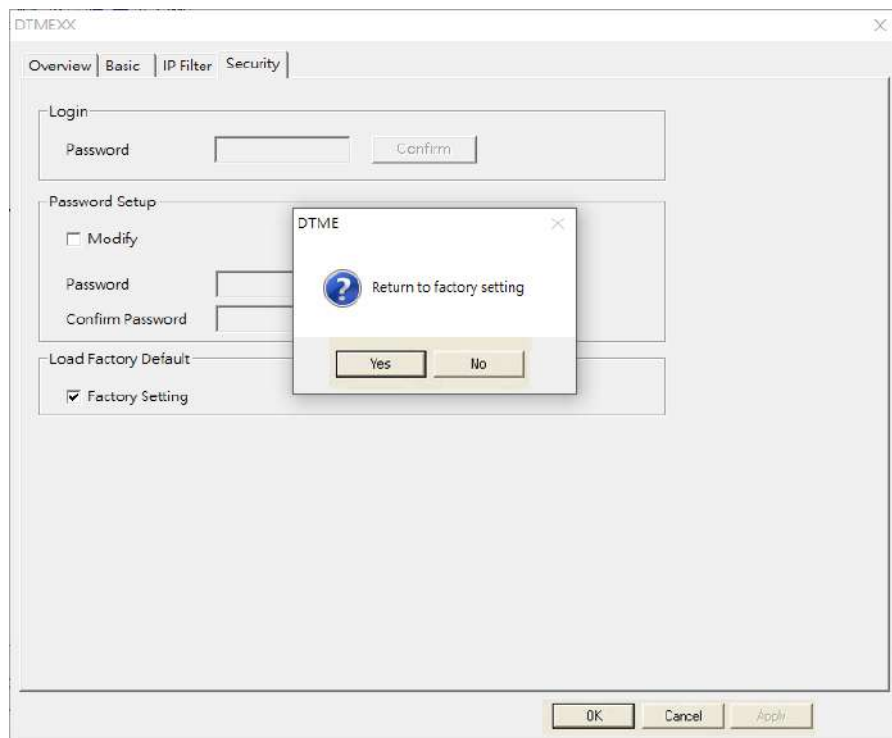 DTMEXX
Overview Basic IP Filter Security
Login
Password Confirm
Password Setup
Modify
Password
Confirm Password
Load Factory Default
Factory Setting
DTME
Return to factory setting
Yes No
OK Cancel Apply